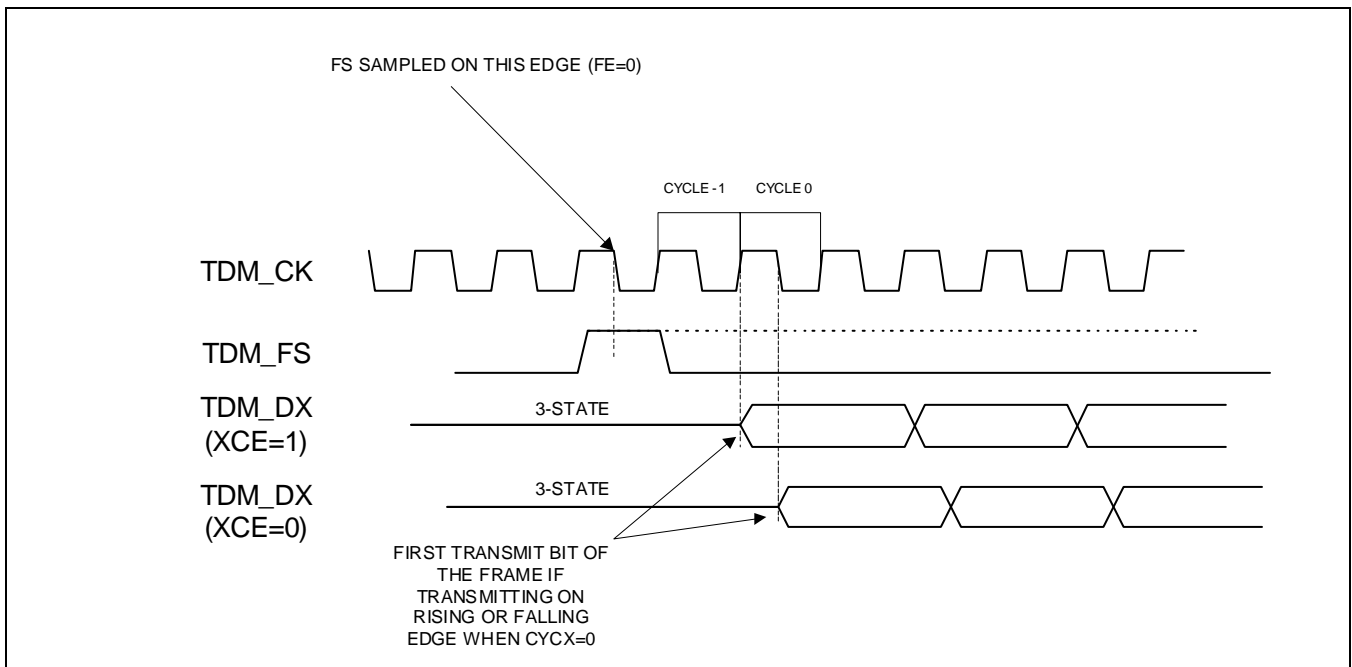 FS SAMPLED ON THIS EDGE (FE=0)
CYCLE -1
CYCLE 0
TDM_CK
TDM_FS
TDM_DX
(XCE=1)
3-STATE
TDM_DX
(XCE=0)
3-STATE
FIRST TRANSMIT BIT OF
THE FRAME IF
TRANSMITTING ON
RISING OR FALLING
EDGE WHEN CYCX=0